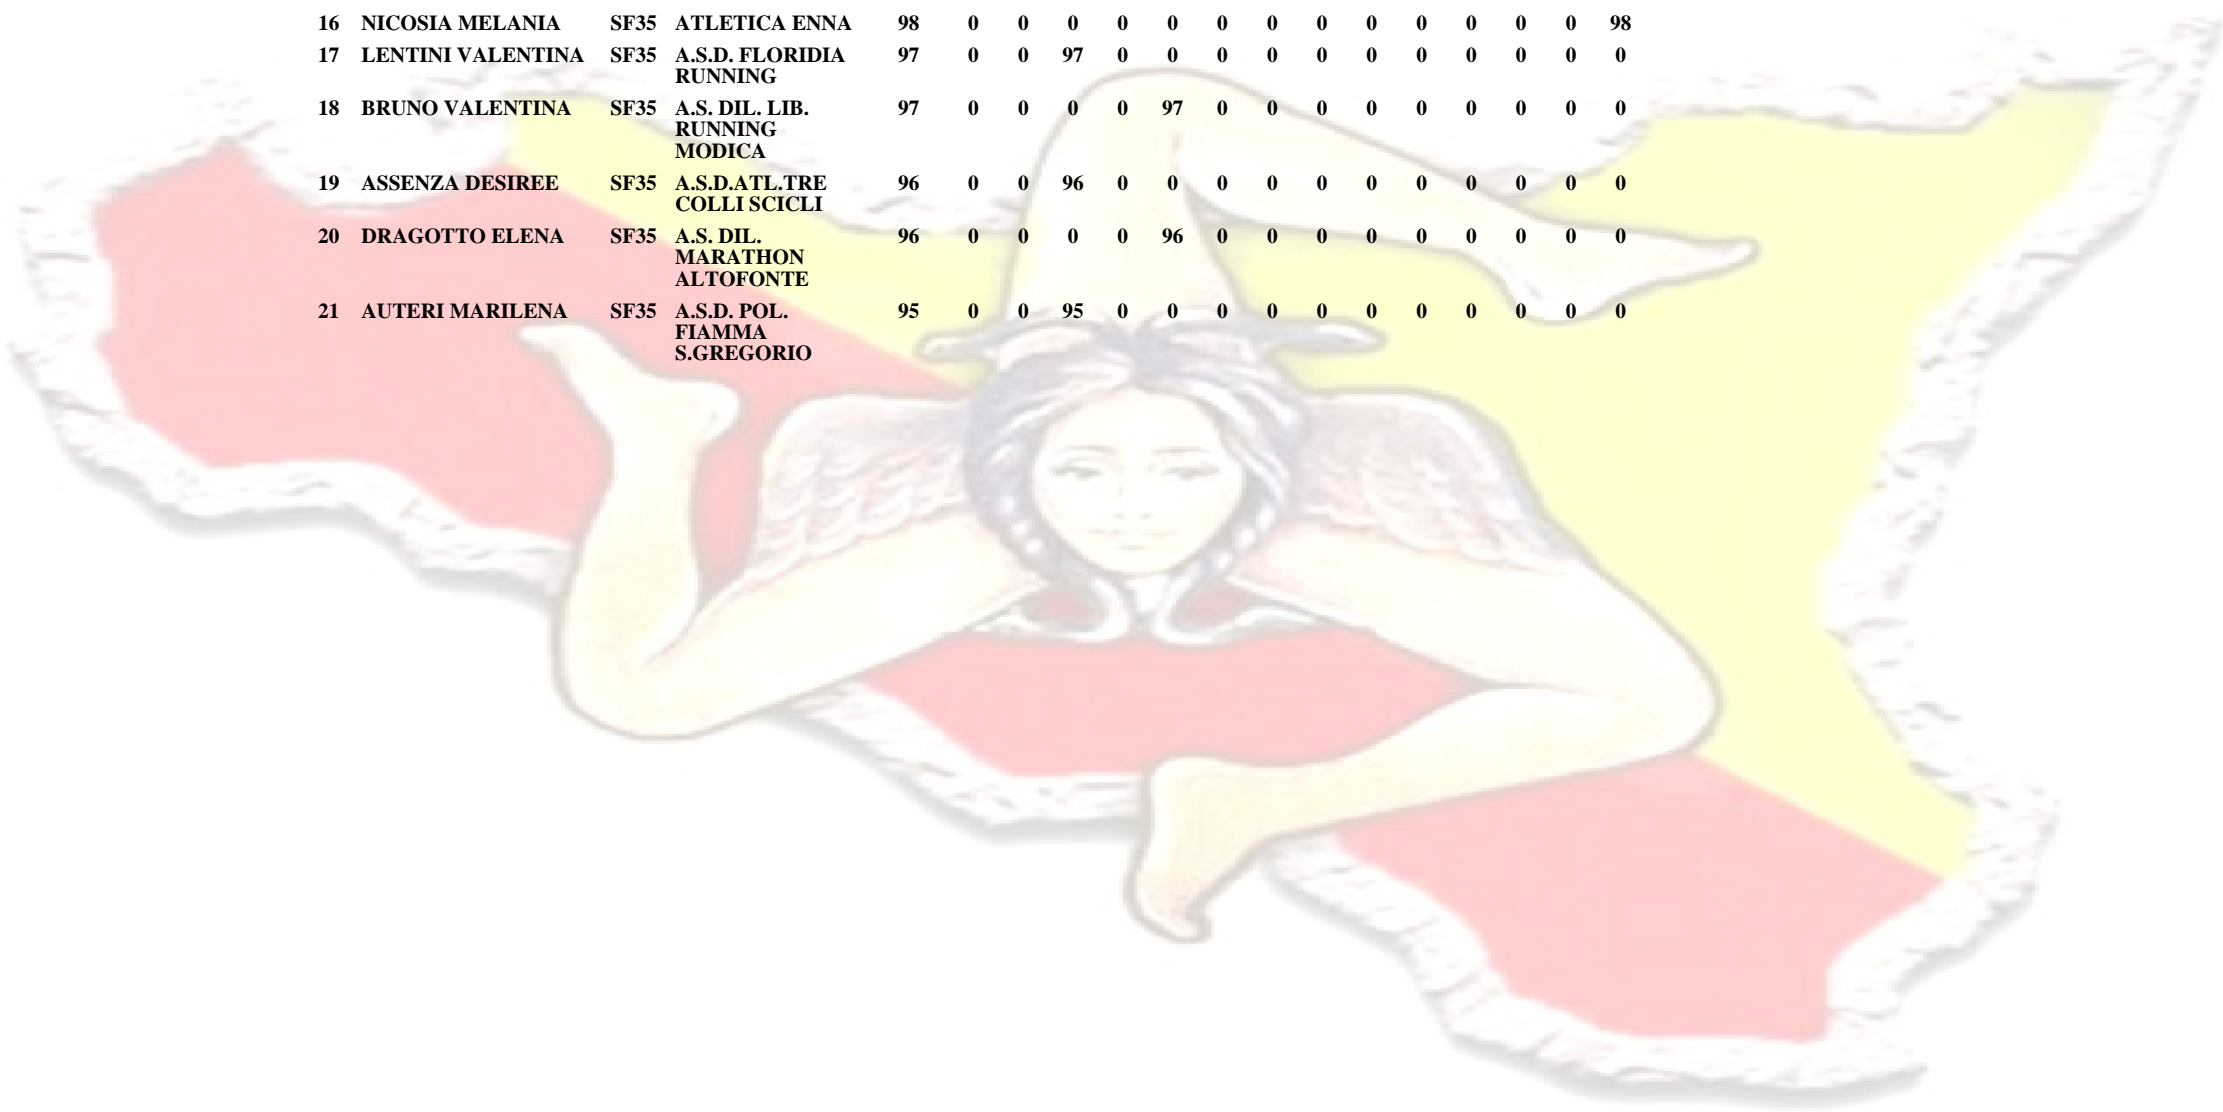 16 NICOSIA MELANIA SF35 ATLETICA ENNA 98 0 0 0 0 0 0 0 0 0 0 0 0 0 98
17 LENTINI VALENTINA SF35 A.S.D. FLORIDIA 97 0 0 97 0 0 0 0 0 0 0 0 0 0 0
RUNNING
18 BRUNO VALENTINA SF35 A.S. DIL. LIB. 97 0 0 0 0 97 0 0 0 0 0 0 0 0 0
RUNNING
MODICA
19 ASSENZA DESIREE SF35 A.S.D.ATL.TRE 96 0 0 96 0 0 0 0 0 0 0 0 0 0 0
COLLI SCICLI
20 DRAGOTTO ELENA SF35 A.S. DIL. 96 0 0 0 0 96 0 0 0 0 0 0 0 0 0
MARATHON
ALTOFONTE
21 AUTERI MARILENA SF35 A.S.D. POL. 95 0 0 95 0 0 0 0 0 0 0 0 0 0 0
FIAMMA
S.GREGORIO